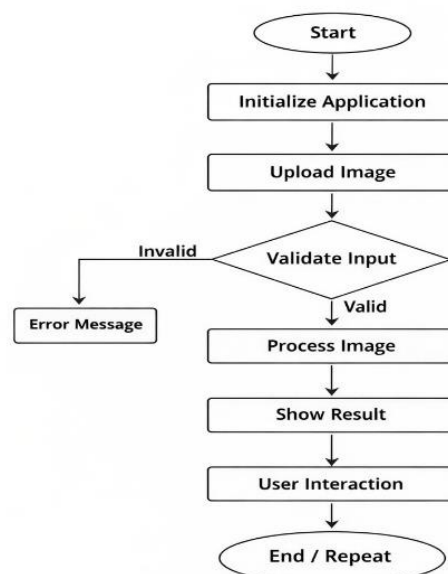 Start
Initialize Application
Upload Image
Invalid
Validate Input
Valid
Error Message
Process Image
Show Result
User Interaction
End / Repeat